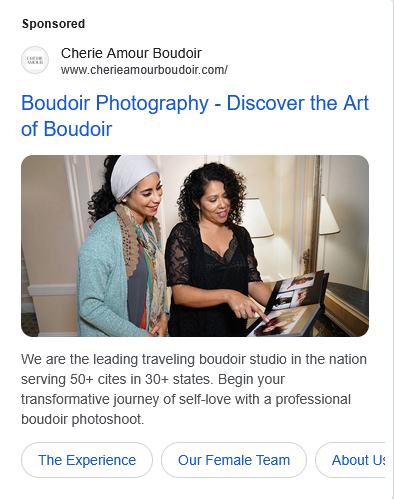 Sponsored
CHERIE
AMOUR
Cherie Amour Boudoir
www.cherieamourboudoir.com/
Boudoir Photography - Discover the Art
of Boudoir
We are the leading traveling boudoir studio in the nation
serving 50+ cites in 30+ states. Begin your
transformative journey of self-love with a professional
boudoir photoshoot.
The Experience
Our Female Team
About Us